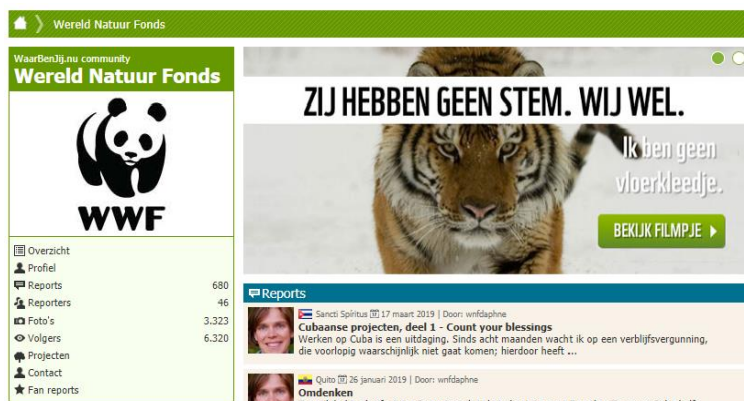 Wereld Natuur Fonds
WaarBenJij.nu community
Wereld Natuur Fonds
WWF
Overzicht
Profiel
Reports 680
Reporters 46
Foto's 3.323
Volgers 6.320
Projecten
Contact
Fan reports
ZIJ HEBBEN GEEN STEM. WIJ WEL.
Ik ben geen
vloerkleedje.
BEKIJK FILMPJE
Reports
Sancti Spíritus 17 maart 2019 | Door: wnfdaphne
Cubaanse projecten, deel 1 - Count your blessings
Werken op Cuba is een uitdaging. Sinds acht maanden wacht ik op een verblijfsvergunning,
die voorlopig waarschijnlijk niet gaat komen; hierdoor heeft ...
Quito 26 januari 2019 | Door: wnfdaphne
Omdenken